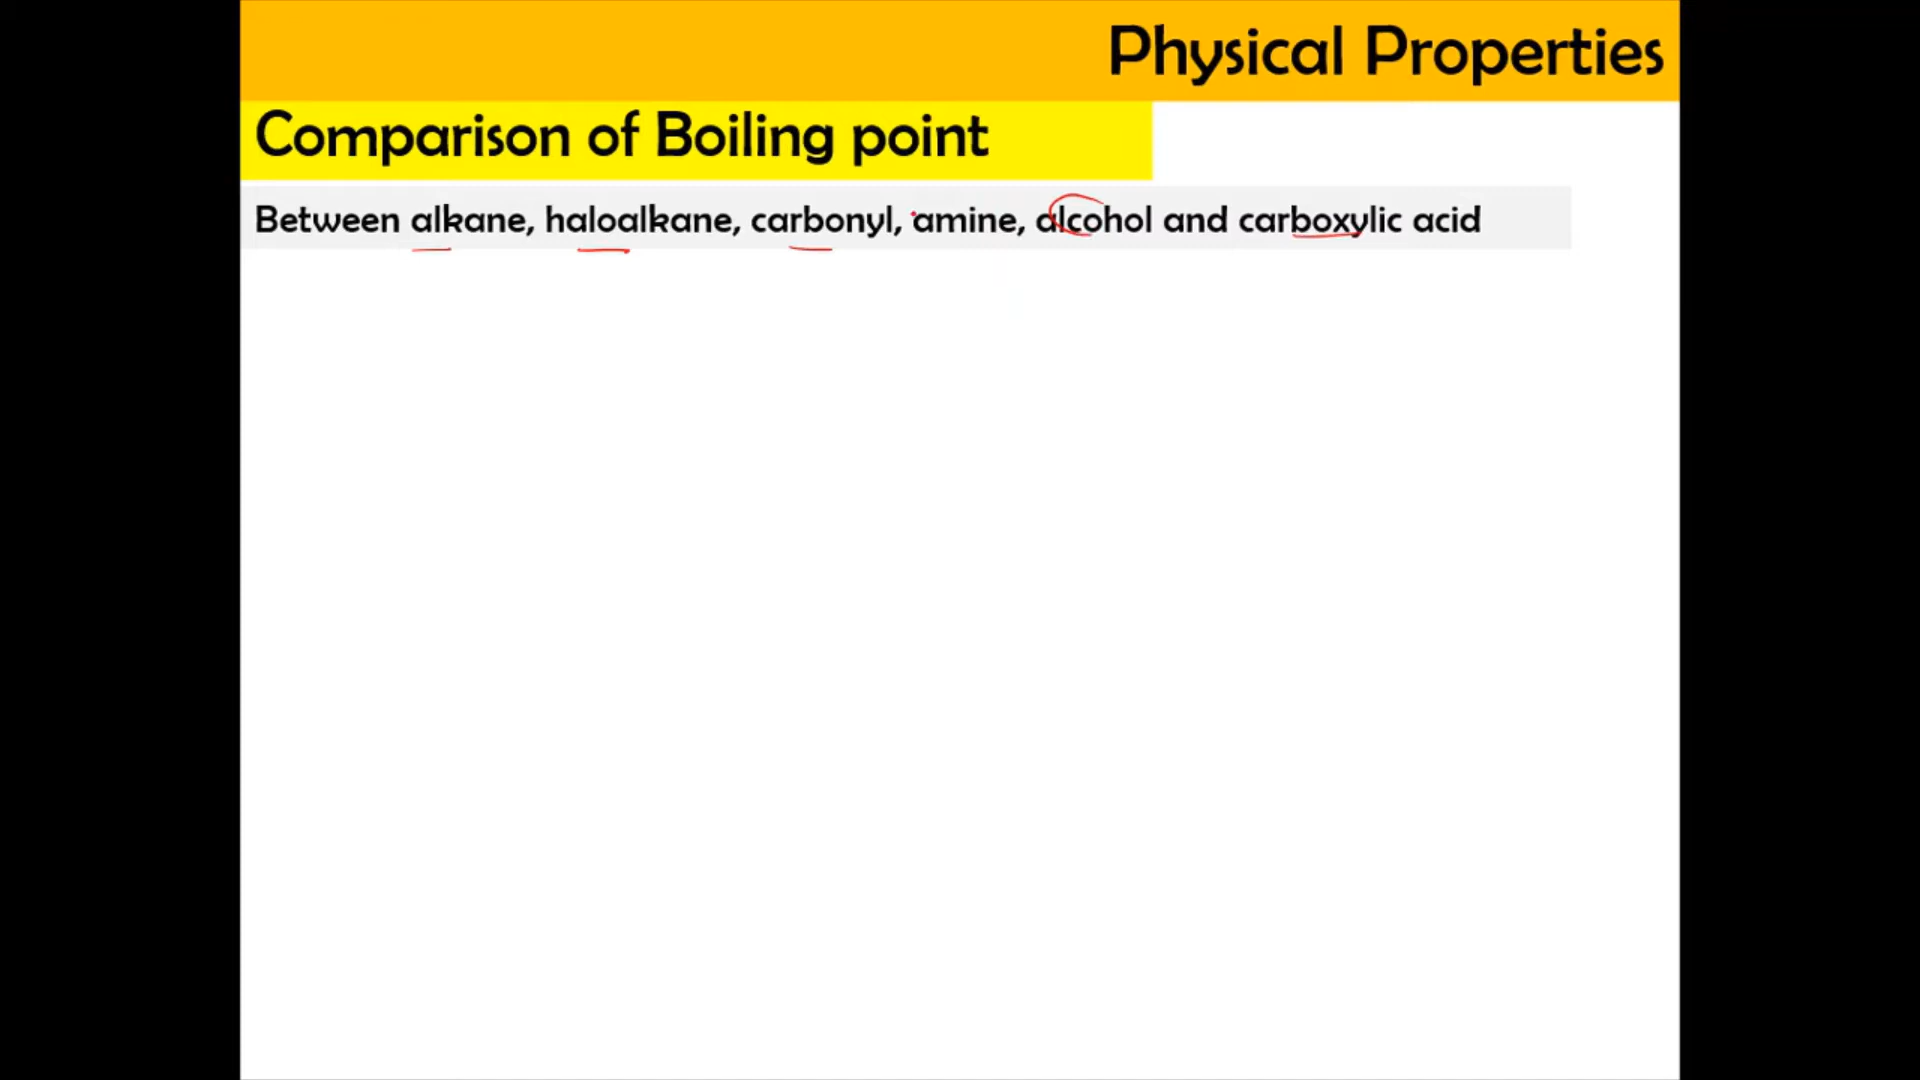 Physical Properties
Comparison of Boiling point
Between alkane, haloalkane, carbonyl, amine, alcohol and carboxylic acid